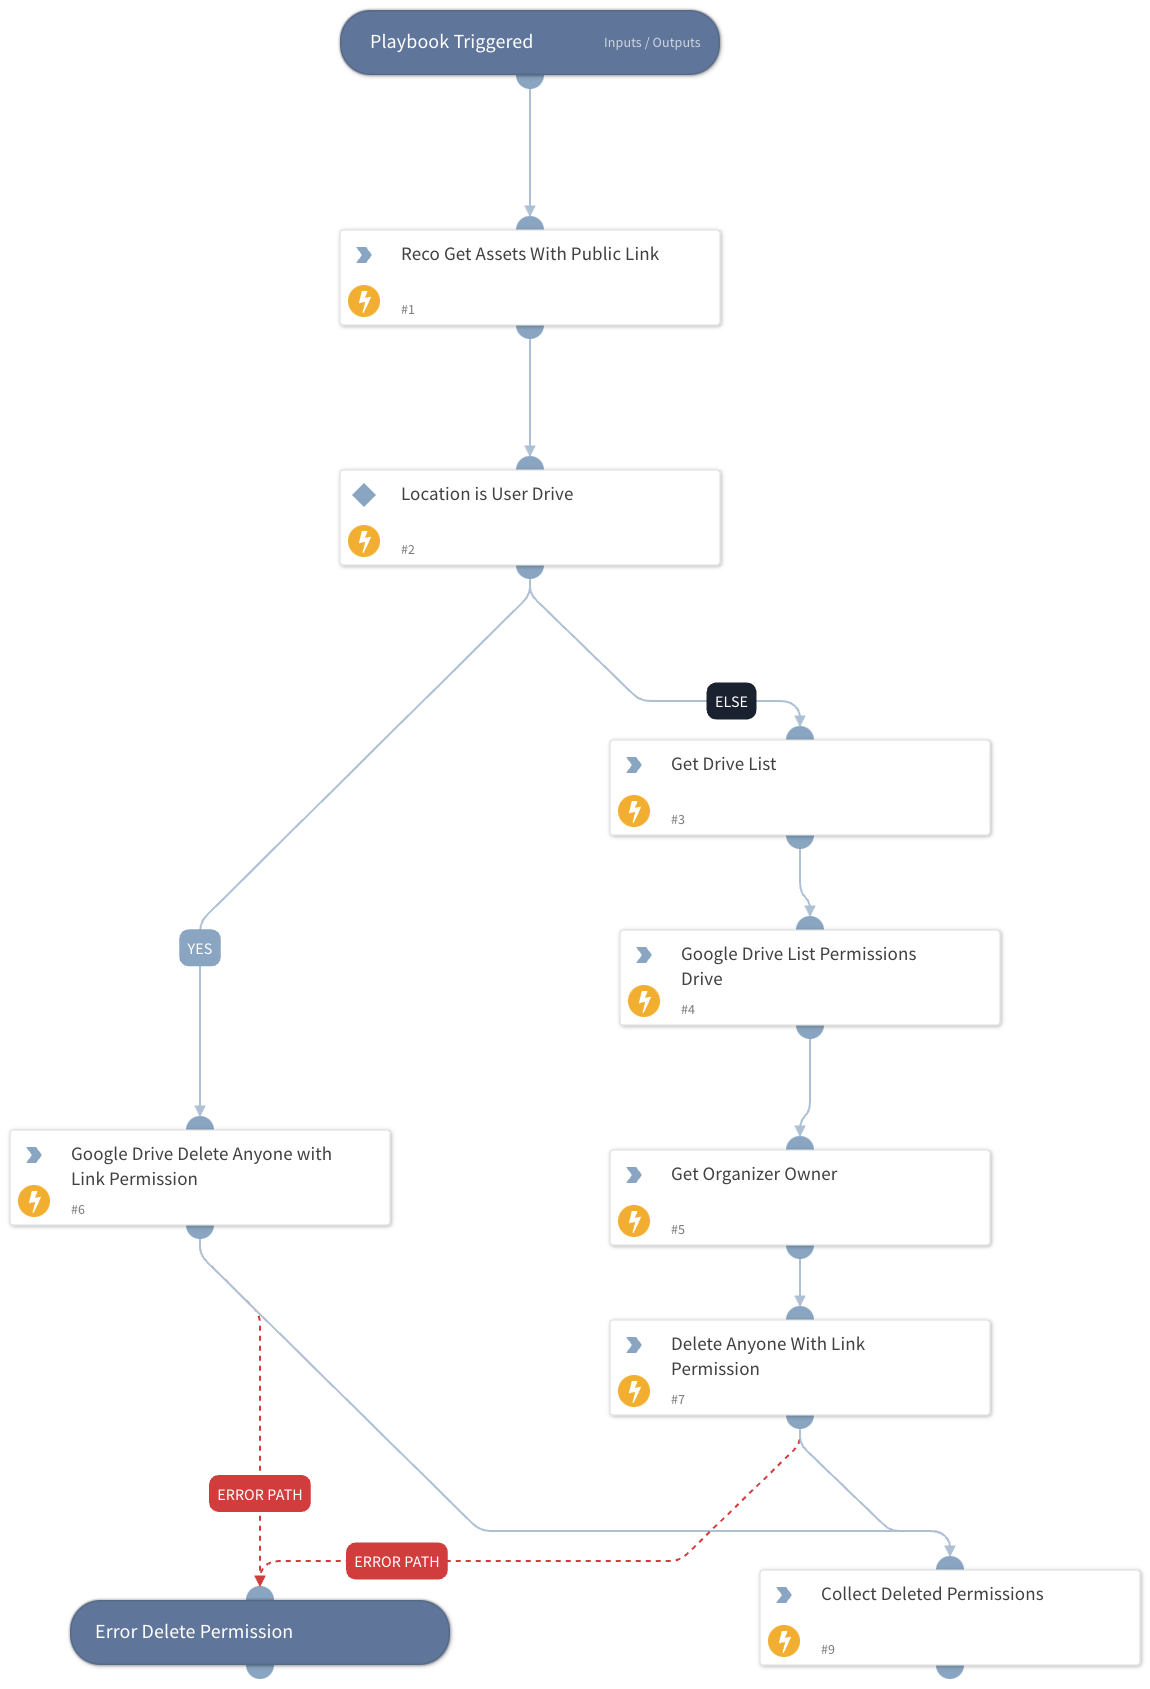 Playbook Triggered
Inputs / Outputs
Reco Get Assets With Public Link
#1
Location is User Drive
#2
ELSE
Get Drive List
#3
YES
Google Drive List Permissions
Drive
#4
Google Drive Delete Anyone with
Link Permission
#6
Get Organizer Owner
#5
Delete Anyone With Link
Permission
#7
ERROR PATH
ERROR PATH
Error Delete Permission
Collect Deleted Permissions
#9